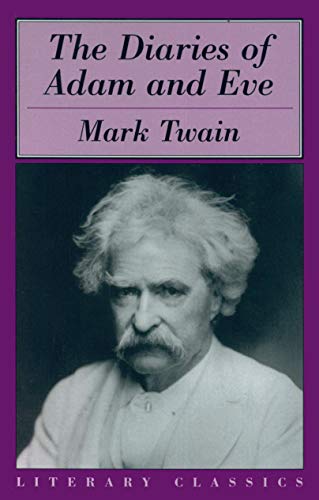 The Diaries of
Adam and Eve
Mark Twain
LITERARY CLASSICS